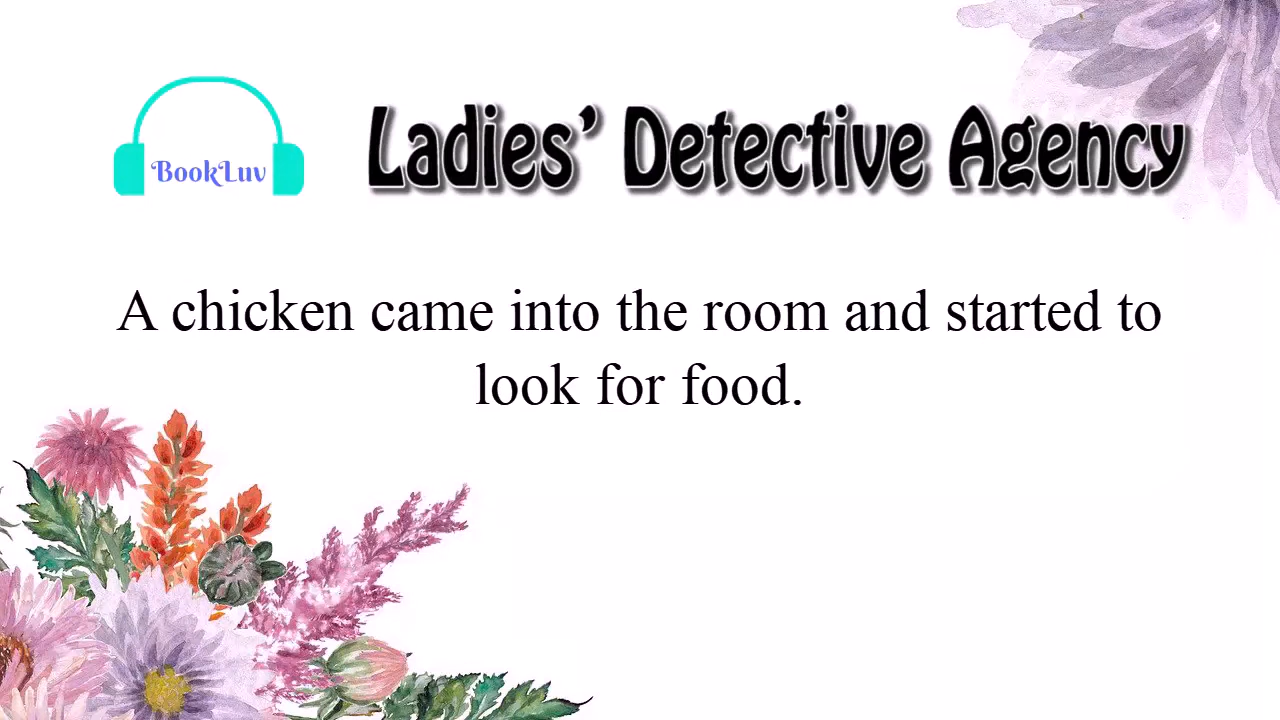 BookLuv
Ladies’ Detective Agency
A chicken came into the room and started to
look for food.